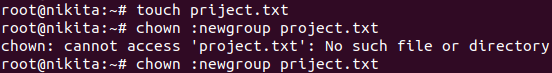 root@nikita:~# touch priject.txt
root@nikita:~# chown :newgroup project.txt
chown: cannot access 'project.txt': No such file or directory
root@nikita:~# chown :newgroup priject.txt